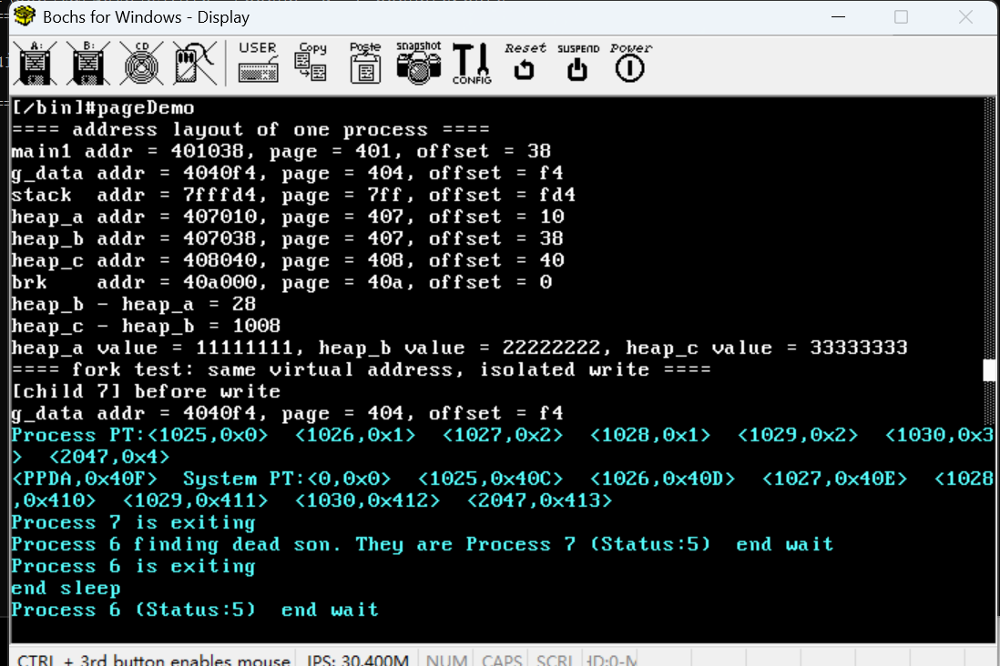 Bochs for Windows - Display
A: B: CD USER Copy Poste snapshot CONFIG Reset SUSPEND Power
[/bin]#pageDemo
==== address layout of one process ====
main1 addr = 401038, page = 401, offset = 38
g_data addr = 4040f4, page = 404, offset = f4
stack  addr = 7fffd4, page = 7ff, offset = fd4
heap_a addr = 407010, page = 407, offset = 10
heap_b addr = 407038, page = 407, offset = 38
heap_c addr = 408040, page = 408, offset = 40
brk    addr = 40a000, page = 40a, offset = 0
heap_b - heap_a = 28
heap_c - heap_b = 1008
heap_a value = 11111111, heap_b value = 22222222, heap_c value = 33333333
==== fork test: same virtual address, isolated write ====
[child 7] before write
g_data addr = 4040f4, page = 404, offset = f4
Process PT:<1025,0x0>  <1026,0x1>  <1027,0x2>  <1028,0x1>  <1029,0x2>  <1030,0x3
>  <2047,0x4>
<PPDA,0x40F>  System PT:<0,0x0>  <1025,0x40C>  <1026,0x40D>  <1027,0x40E>  <1028
,0x410>  <1029,0x411>  <1030,0x412>  <2047,0x413>
Process 7 is exiting
Process 6 finding dead son. They are Process 7 (Status:5)  end wait
Process 6 is exiting
end sleep
Process 6 (Status:5)  end wait
CTRL + 3rd button enables mouse IPS: 30.400M NUM CAPS SCRL HD:0-M